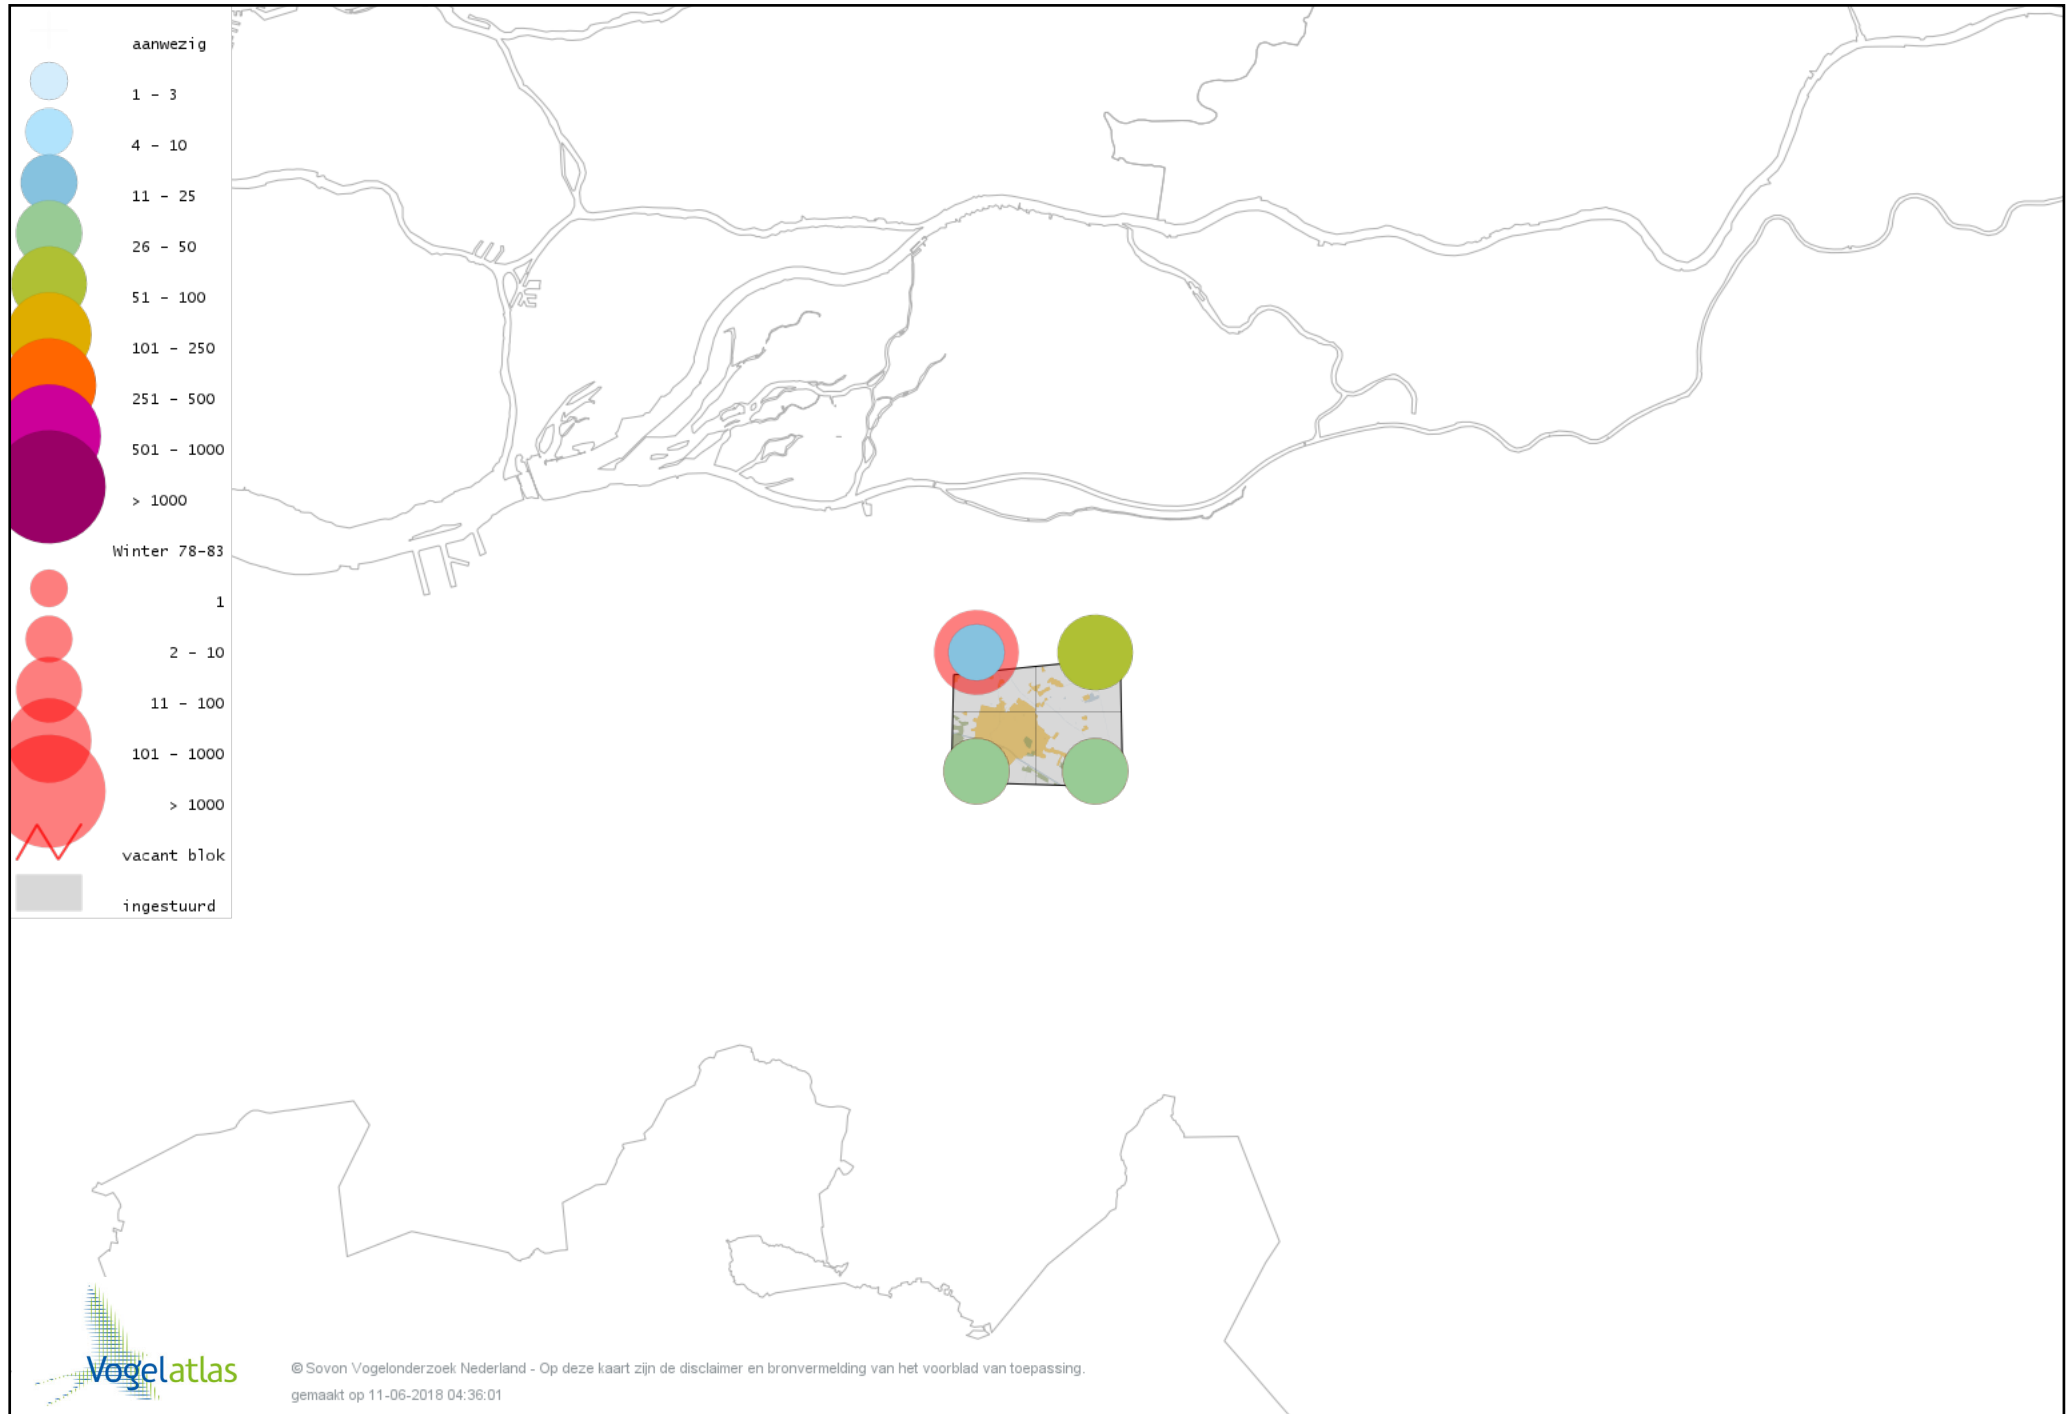 aanwezig
1 - 3
4 - 10
11 - 25
26 - 50
51 - 100
101 - 250
251 - 500
501 - 1000
> 1000
Winter 78-83
1
2 - 10
11 - 100
101 - 1000
> 1000
vacant blok
ingestuurd
Vogelatlas
© Sovon Vogelonderzoek Nederland - Op deze kaart zijn de disclaimer en bronvermelding van het voorblad van toepassing.
gemaakt op 11-06-2018 04:36:01